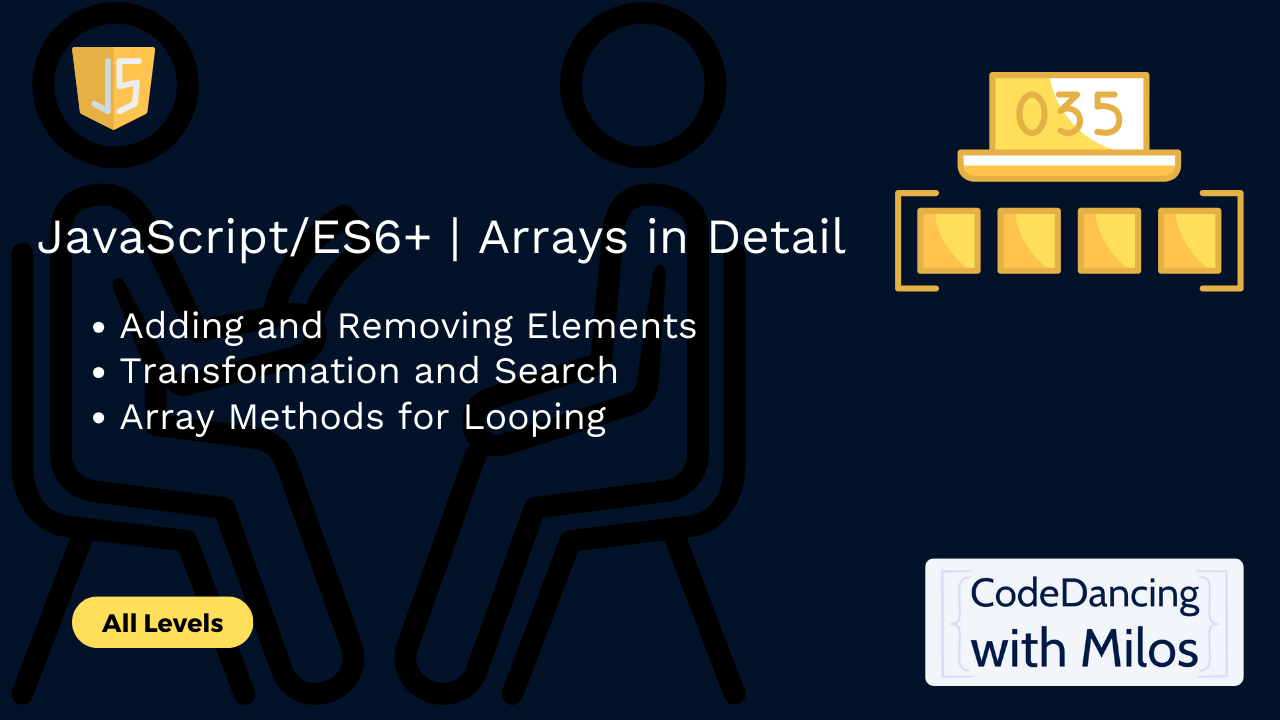 JS
035
JavaScript/ES6+ | Arrays in Detail
• Adding and Removing Elements
• Transformation and Search
• Array Methods for Looping
All Levels
CodeDancing
with Milos